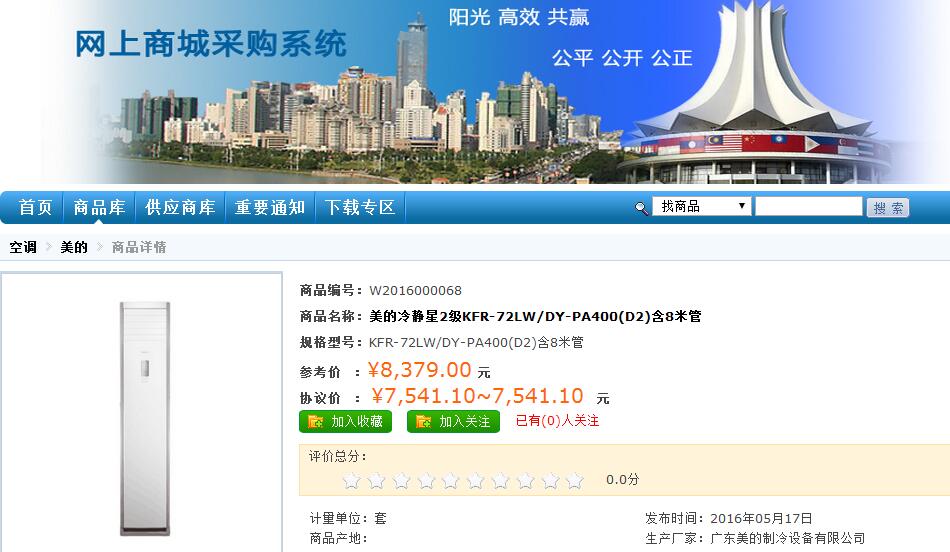 阳光 高效 共赢
网上商城采购系统
公平 公开 公正
首页 商品库 供应商库 重要通知 下载专区 找商品 搜索
空调 美的 商品详情
商品编号：W2016000068
商品名称：美的冷静星2级KFR-72LW/DY-PA400(D2)含8米管
规格型号：KFR-72LW/DY-PA400(D2)含8米管
参考价 ：¥8,379.00 元
协议价 ：¥7,541.10~7,541.10 元
加入收藏 加入关注 已有(0)人关注
评价总分：
0.0分
计量单位：套 发布时间：2016年05月17日
商品产地： 生产厂家：广东美的制冷设备有限公司